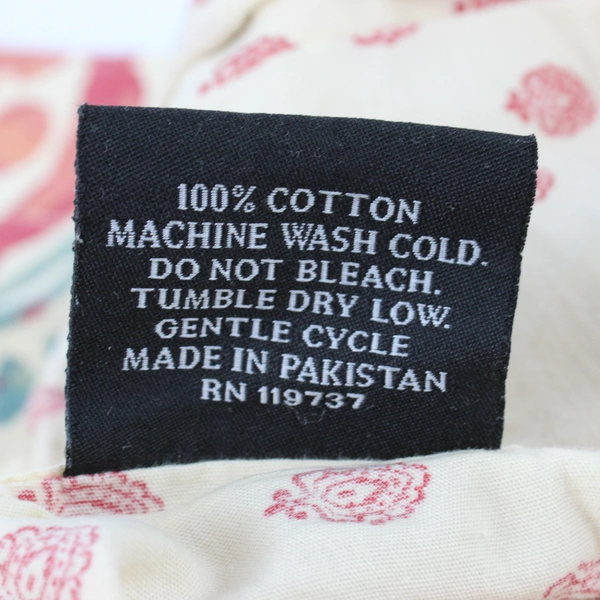 100% COTTON
MACHINE WASH COLD.
DO NOT BLEACH.
TUMBLE DRY LOW.
GENTLE CYCLE
MADE IN PAKISTAN
RN 119737